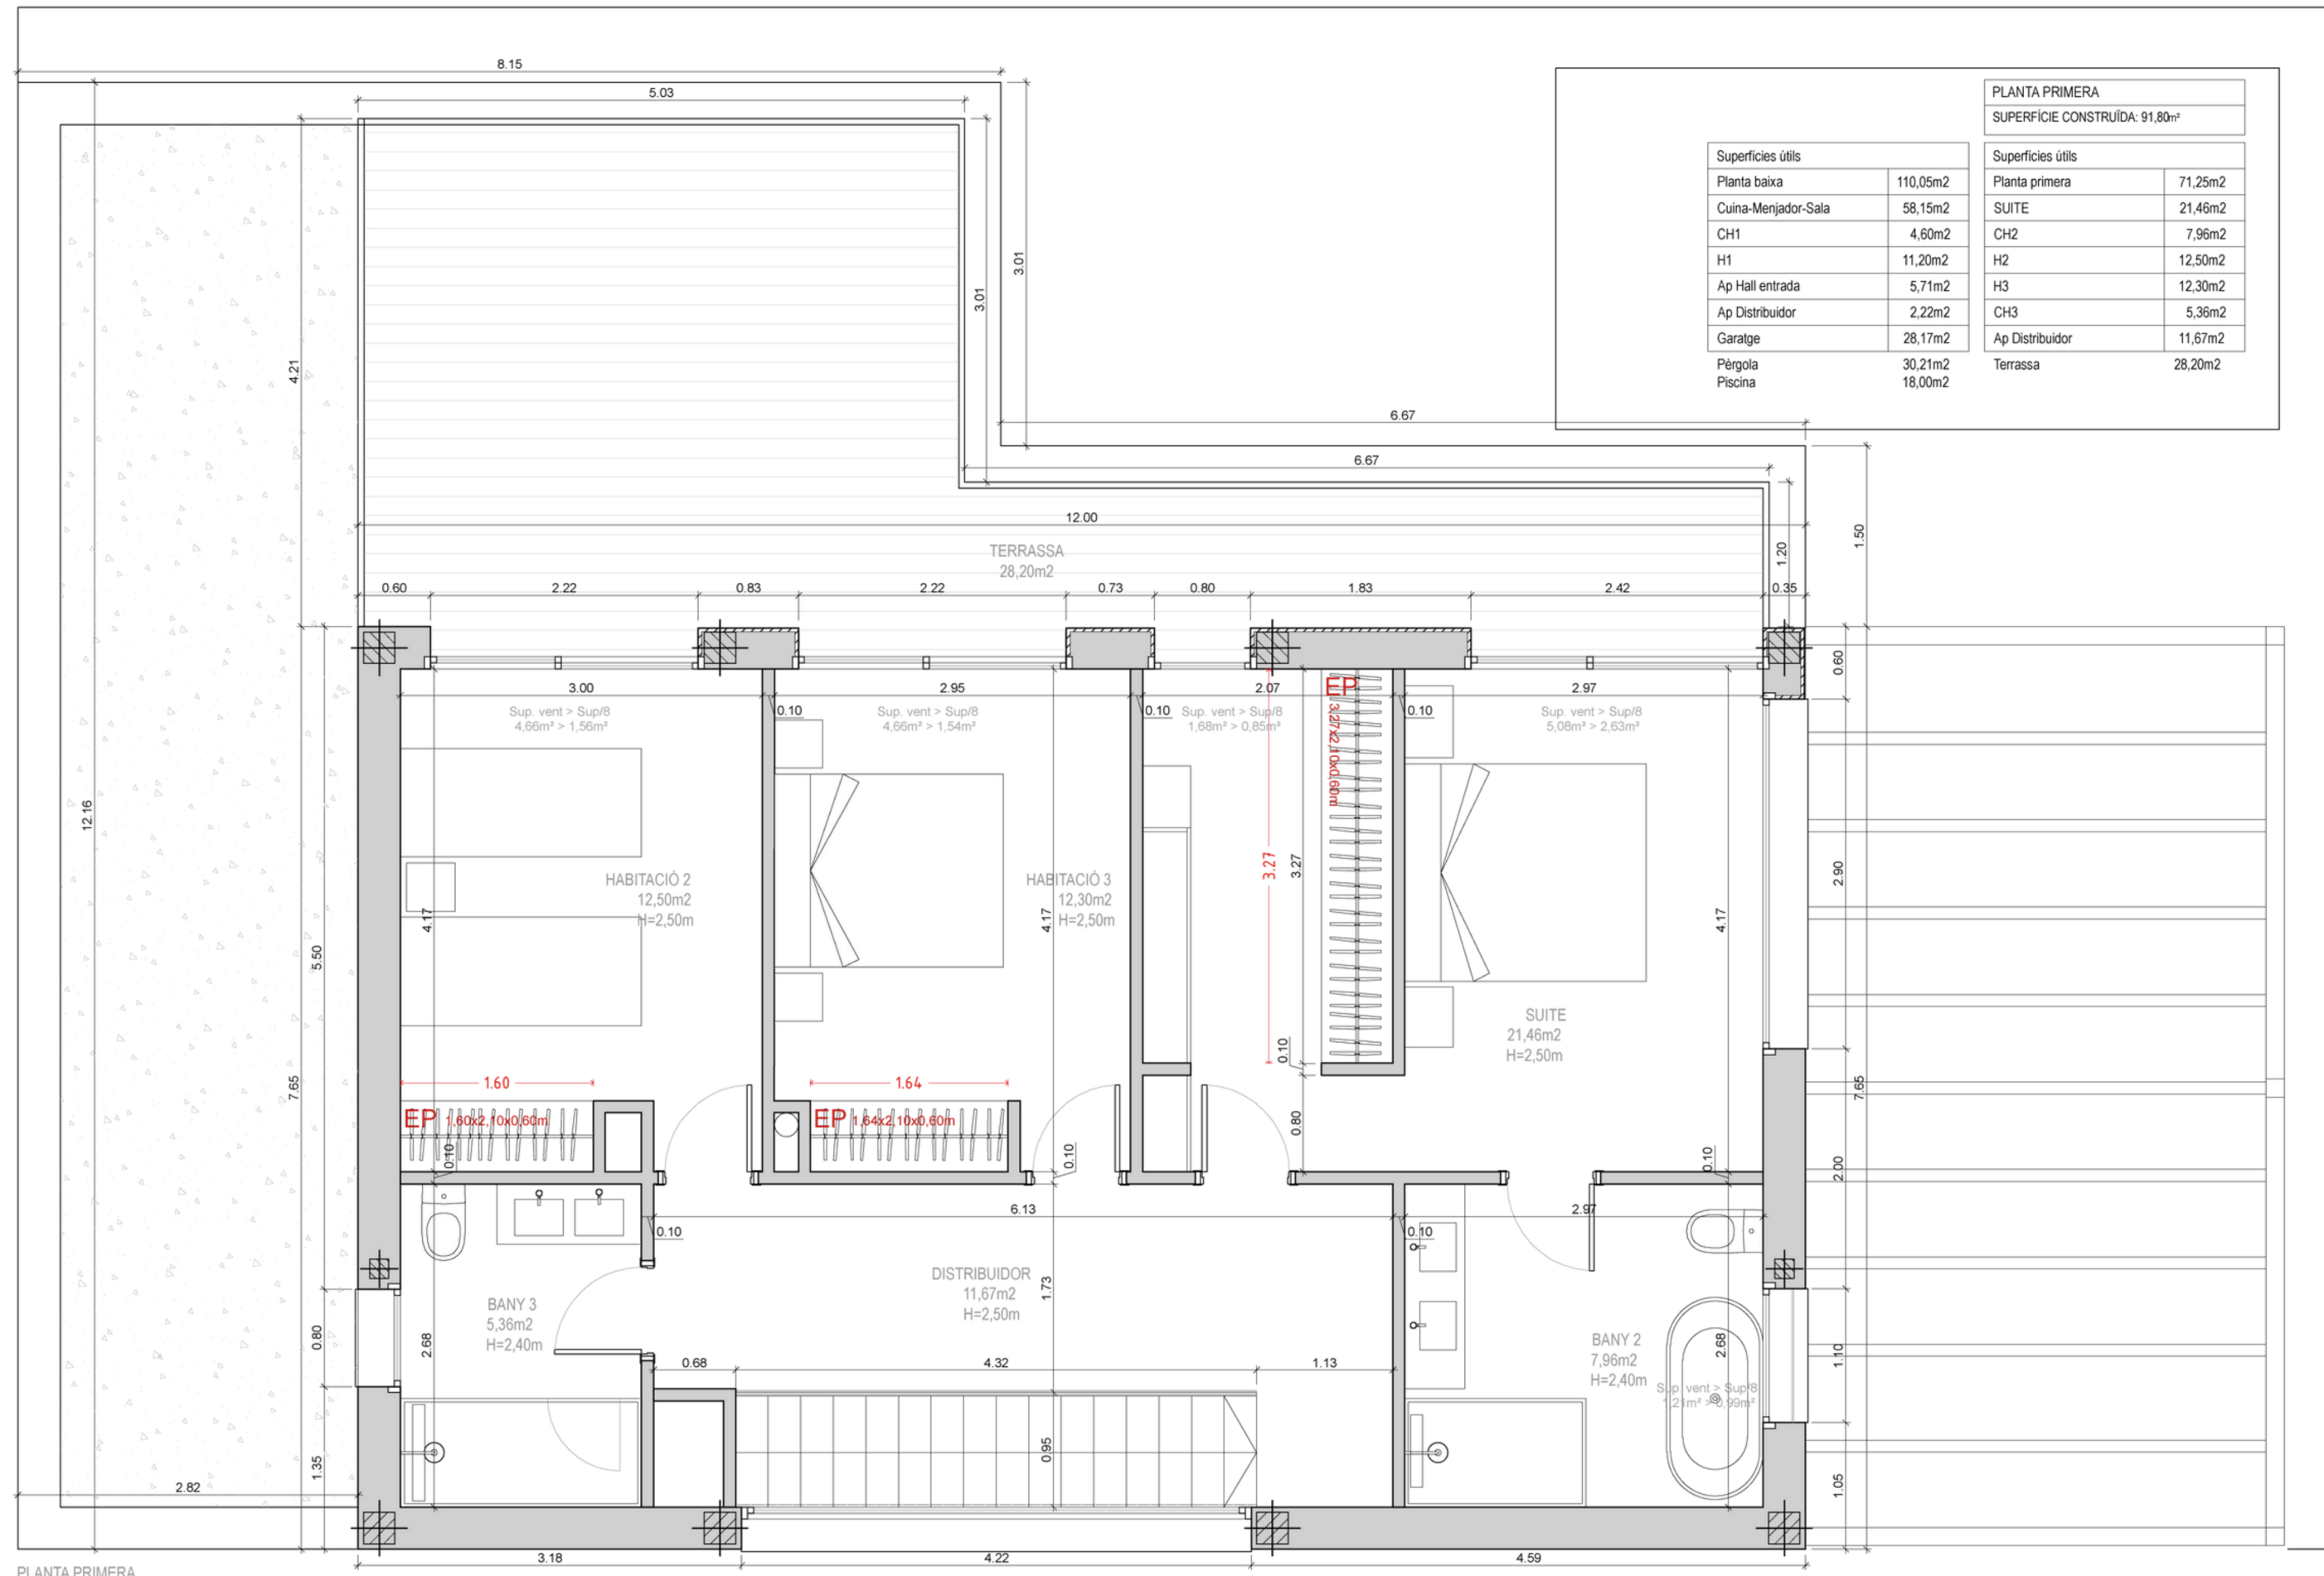 8.15
5.03
PLANTA PRIMERA
SUPERFÍCIE CONSTRUÏDA: 91,80m²
Superfícies útils
Planta baixa 110,05m2
Cuina-Menjador-Sala 58,15m2
CH1 4,60m2
H1 11,20m2
Ap Hall entrada 5,71m2
Ap Distribuidor 2,22m2
Garatge 28,17m2
Pèrgola 30,21m2
Piscina 18,00m2
Superfícies útils
Planta primera 71,25m2
SUITE 21,46m2
CH2 7,96m2
H2 12,50m2
H3 12,30m2
CH3 5,36m2
Ap Distribuidor 11,67m2
Terrassa 28,20m2
3.01
3.01
4.21
6.67
6.67
12.00
1.50
1.20
TERRASSA
28,20m2
0.60 2.22 0.83 2.22 0.73 0.80 1.83 2.42 0.35
0.60
3.00 2.95 2.07 2.97
0.10 0.10 0.10
Sup. vent > Sup/8
4,66m² > 1,56m²
Sup. vent > Sup/8
4,66m² > 1,54m²
Sup. vent > Sup/8
1,68m² > 0,85m²
Sup. vent > Sup/8
5,08m² > 2,63m²
EP 3,27x2,10x0,60m
12.16
5.50
7.65
HABITACIÓ 2
12,50m2
H=2,50m
4.17
HABITACIÓ 3
12,30m2
H=2,50m
4.17
3.27
3.27
4.17
2.90
SUITE
21,46m2
H=2,50m
0.10
0.80
7.65
1.60
EP 1,60x2,10x0,60m
1.64
EP 1,64x2,10x0,60m
0.10
0.10
0.10
2.00
6.13
2.97
0.10
0.10
DISTRIBUIDOR
11,67m2
H=2,50m
1.73
BANY 3
5,36m2
H=2,40m
2.68
0.80
BANY 2
7,96m2
H=2,40m
2.68
1.10
Sup. vent > Sup/8
1,21m² > 0,99m²
0.68 4.32 1.13
0.95
1.35
1.05
2.82
3.18 4.22 4.59
PLANTA PRIMERA